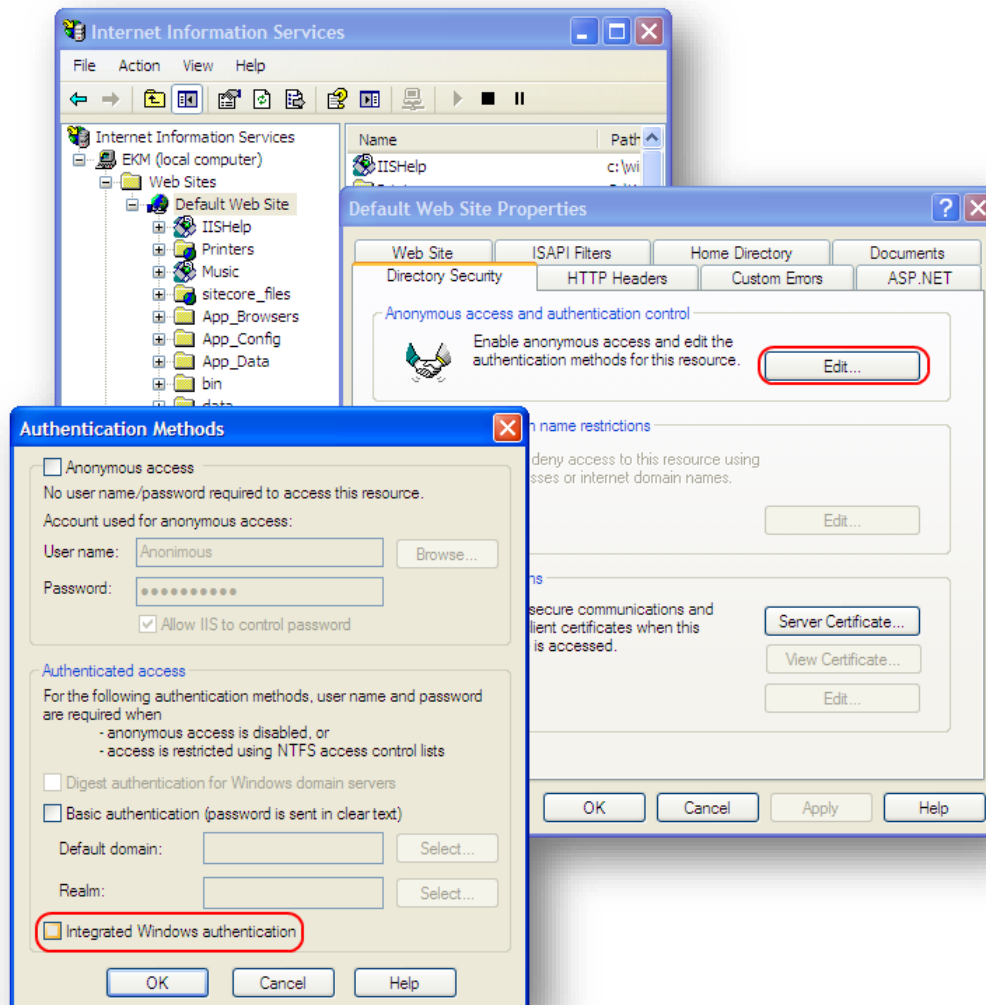 Internet Information Services
File Action View Help
Internet Information Services
EKM (local computer)
Web Sites
Default Web Site
IISHelp
Printers
Music
sitecore_files
App_Browsers
App_Config
App_Data
bin
data
Name Path
IISHelp c:\wi
Default Web Site Properties
Web Site ISAPI Filters Home Directory Documents
Directory Security HTTP Headers Custom Errors ASP.NET
Anonymous access and authentication control
Enable anonymous access and edit the
authentication methods for this resource.
Edit...
name restrictions
deny access to this resource using
or internet domain names.
Edit...
secure communications and
client certificates when this
is accessed.
Server Certificate...
View Certificate...
Edit...
OK Cancel Apply Help
Authentication Methods
Anonymous access
No user name/password required to access this resource.
Account used for anonymous access:
User name: Anonimous Browse...
Password: ●●●●●●●●●●
Allow IIS to control password
Authenticated access
For the following authentication methods, user name and password
are required when
- anonymous access is disabled, or
- access is restricted using NTFS access control lists
Digest authentication for Windows domain servers
Basic authentication (password is sent in clear text)
Default domain: Select...
Realm: Select...
Integrated Windows authentication
OK Cancel Help